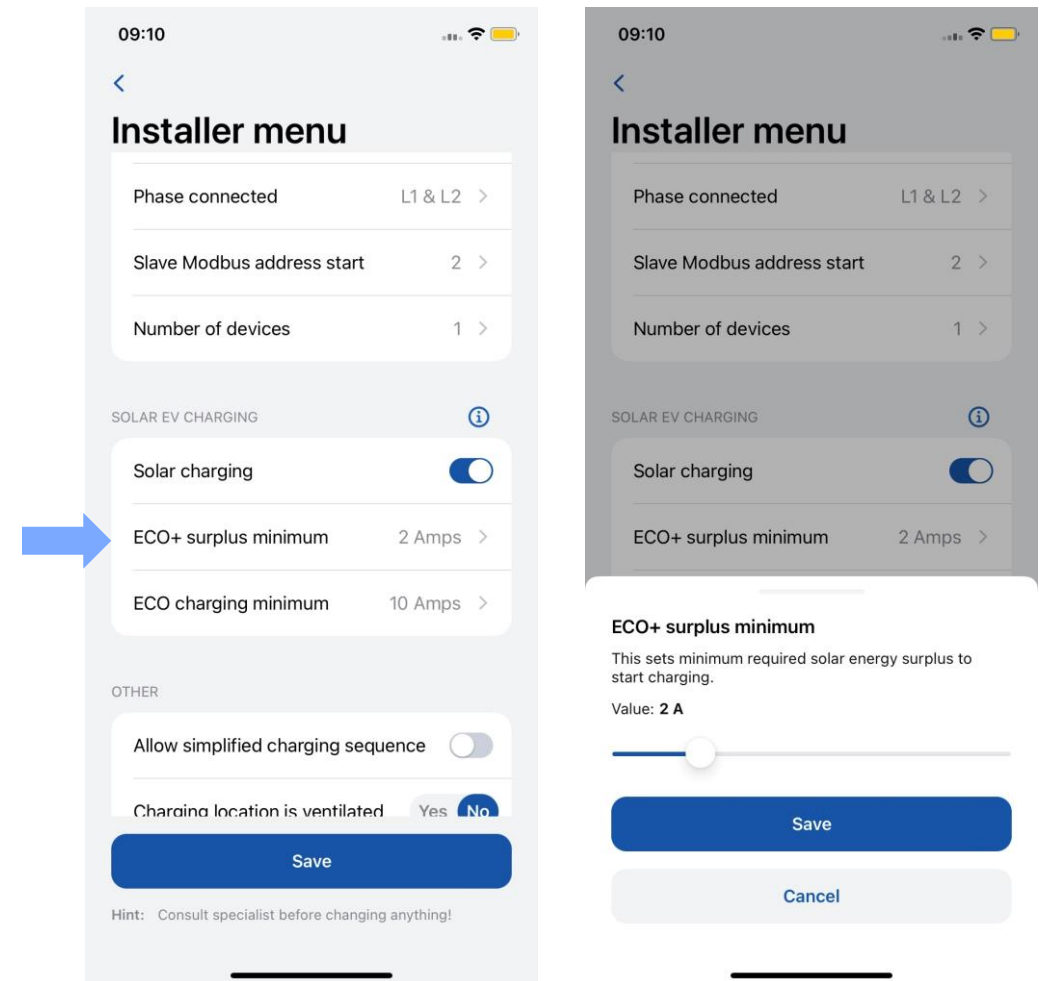 09:10
Installer menu
Phase connected L1 & L2
Slave Modbus address start 2
Number of devices 1
SOLAR EV CHARGING
Solar charging
ECO+ surplus minimum 2 Amps
ECO charging minimum 10 Amps
OTHER
Allow simplified charging sequence
Charging location is ventilated Yes No
Save
Hint: Consult specialist before changing anything!
09:10
Installer menu
Phase connected L1 & L2
Slave Modbus address start 2
Number of devices 1
SOLAR EV CHARGING
Solar charging
ECO+ surplus minimum 2 Amps
ECO+ surplus minimum
This sets minimum required solar energy surplus to
start charging.
Value: 2 A
Save
Cancel